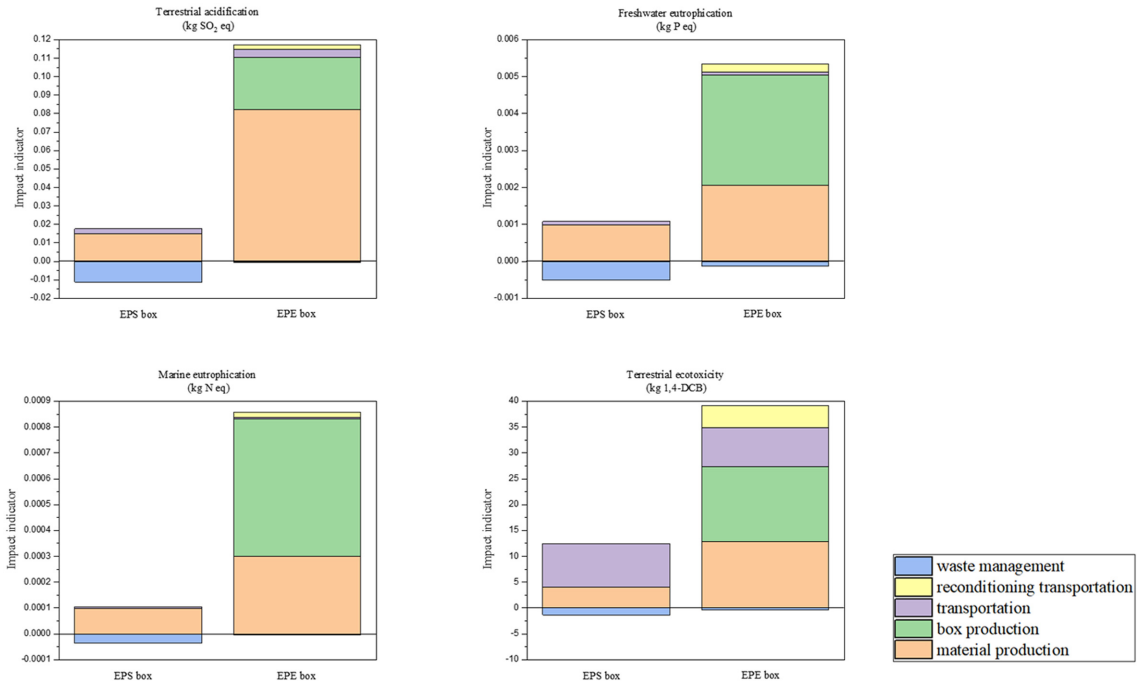 Terrestrial acidification
(kg SO₂ eq)
Impact indicator
0.12
0.11
0.10
0.09
0.08
0.07
0.06
0.05
0.04
0.03
0.02
0.01
0.00
-0.01
-0.02
EPS box
EPE box
Freshwater eutrophication
(kg P eq)
Impact indicator
0.006
0.005
0.004
0.003
0.002
0.001
0.000
-0.001
EPS box
EPE box
Marine eutrophication
(kg N eq)
Impact indicator
0.0009
0.0008
0.0007
0.0006
0.0005
0.0004
0.0003
0.0002
0.0001
0.0000
-0.0001
EPS box
EPE box
Terrestrial ecotoxicity
(kg 1,4-DCB)
Impact indicator
40
35
30
25
20
15
10
5
0
-5
-10
EPS box
EPE box
waste management
reconditioning transportation
transportation
box production
material production